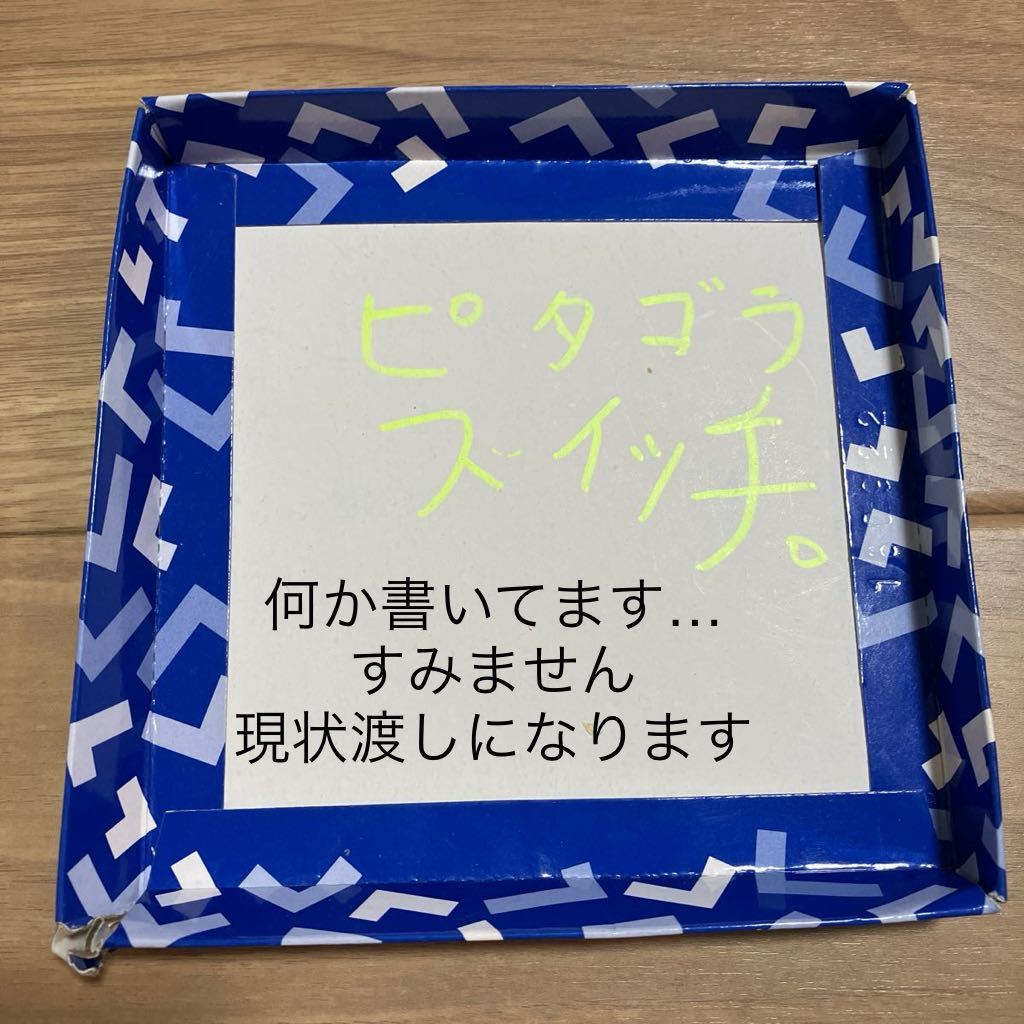 ピタゴラ
スイッチ。
何か書いてます…
すみません
現状渡しになります